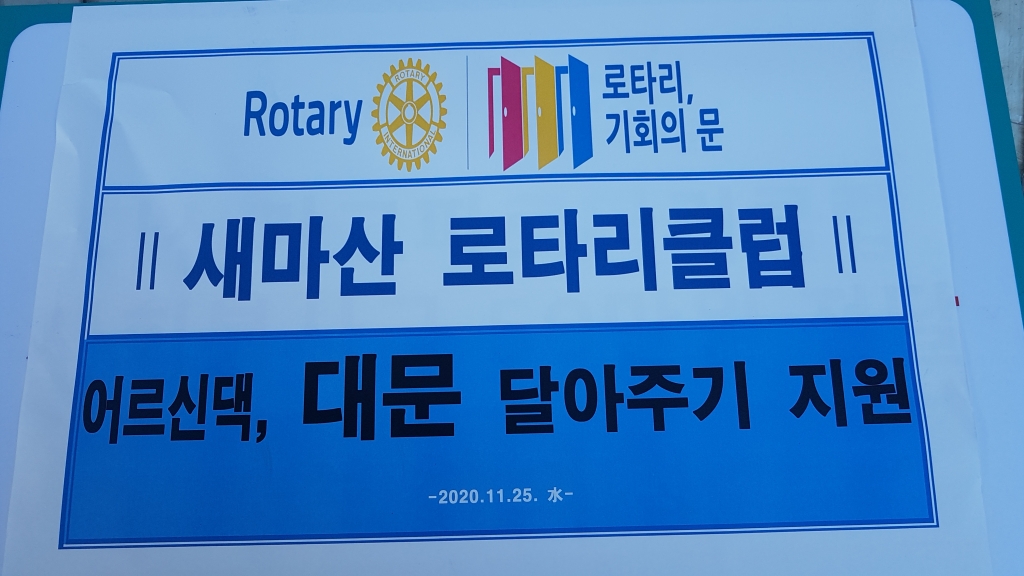 Rotary
ROTARY
INTERNATIONAL
로타리,
기회의 문
|| 새마산 로타리클럽 ||
어르신댁, 대문 달아주기 지원
-2020.11.25. 水-